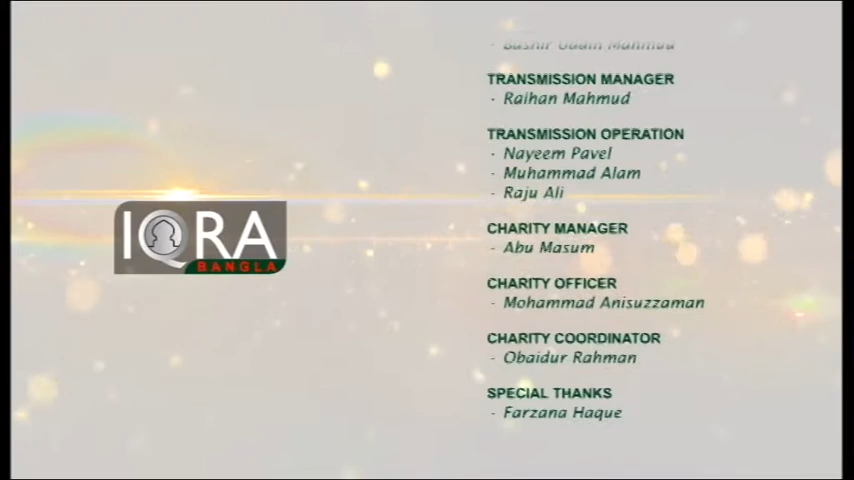 IQRA
BANGLA
TRANSMISSION MANAGER
- Raihan Mahmud
TRANSMISSION OPERATION
- Nayeem Pavel
- Muhammad Alam
- Raju Ali
CHARITY MANAGER
- Abu Masum
CHARITY OFFICER
- Mohammad Anisuzzaman
CHARITY COORDINATOR
- Obaidur Rahman
SPECIAL THANKS
- Farzana Haque